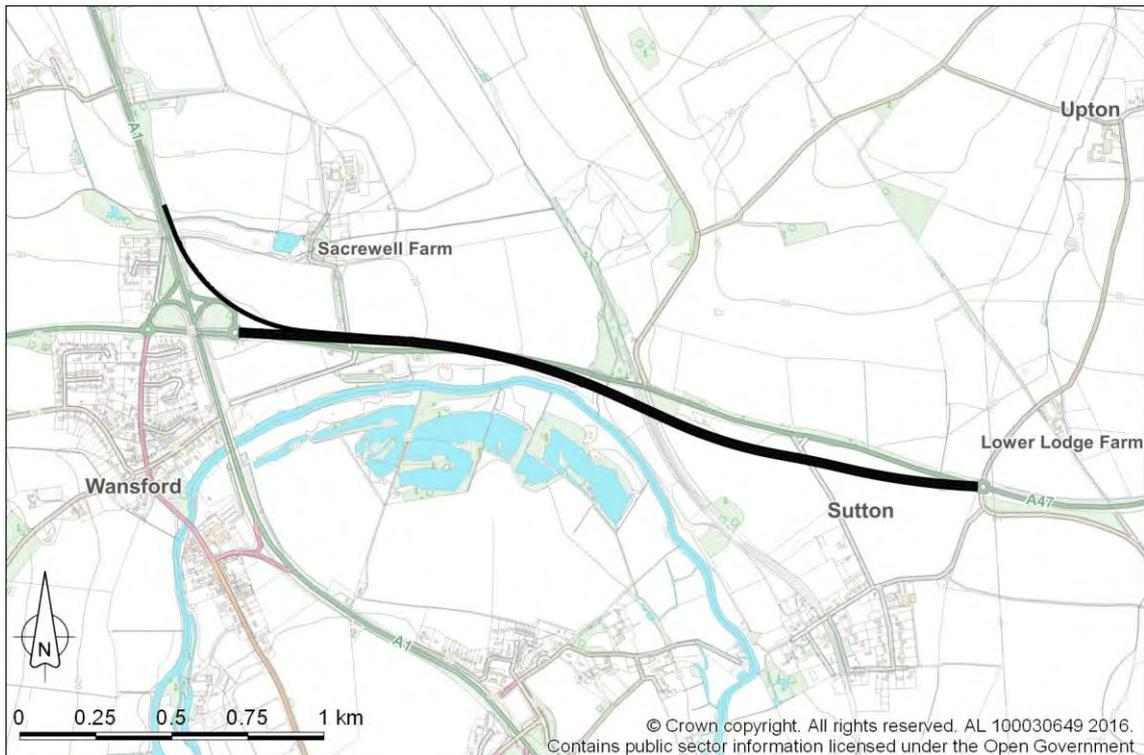 A1
Upton
Sacrewell Farm
Lower Lodge Farm
Wansford
Sutton
A47
A1
N
0 0.25 0.5 0.75 1 km
© Crown copyright. All rights reserved. AL 100030649 2016.
Contains public sector information licensed under the Open Government